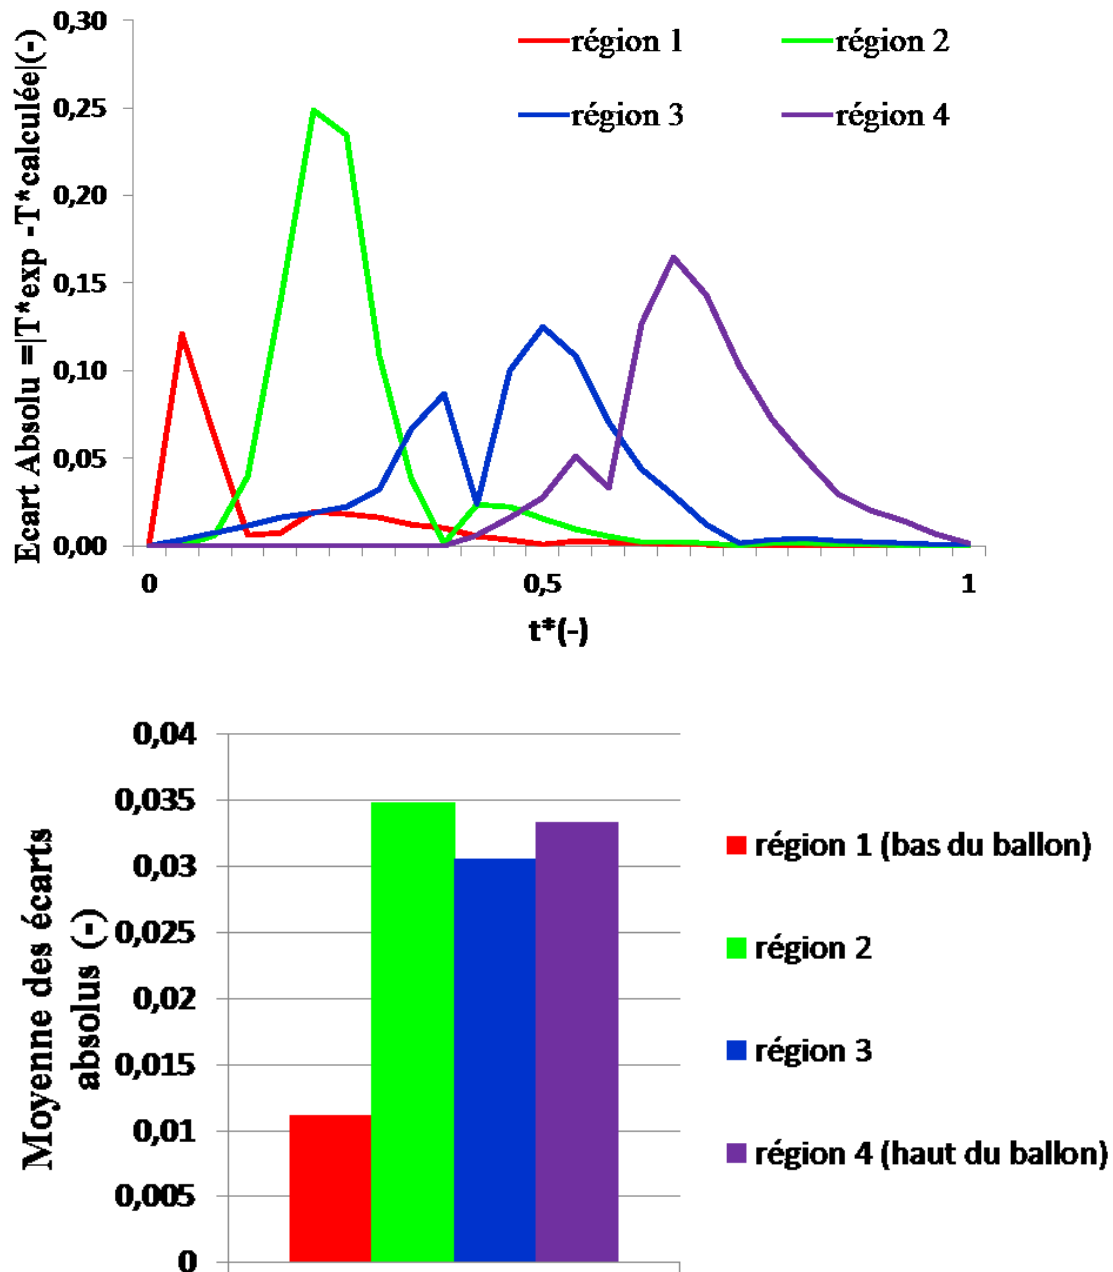 Ecart Absolu =|T*exp -T*calculée|(-)
0,30
0,25
0,20
0,15
0,10
0,05
0,00
région 1
région 2
région 3
région 4
0
0,5
1
t*(-)
Moyenne des écarts
absolus (-)
0,04
0,035
0,03
0,025
0,02
0,015
0,01
0,005
0
région 1 (bas du ballon)
région 2
région 3
région 4 (haut du ballon)